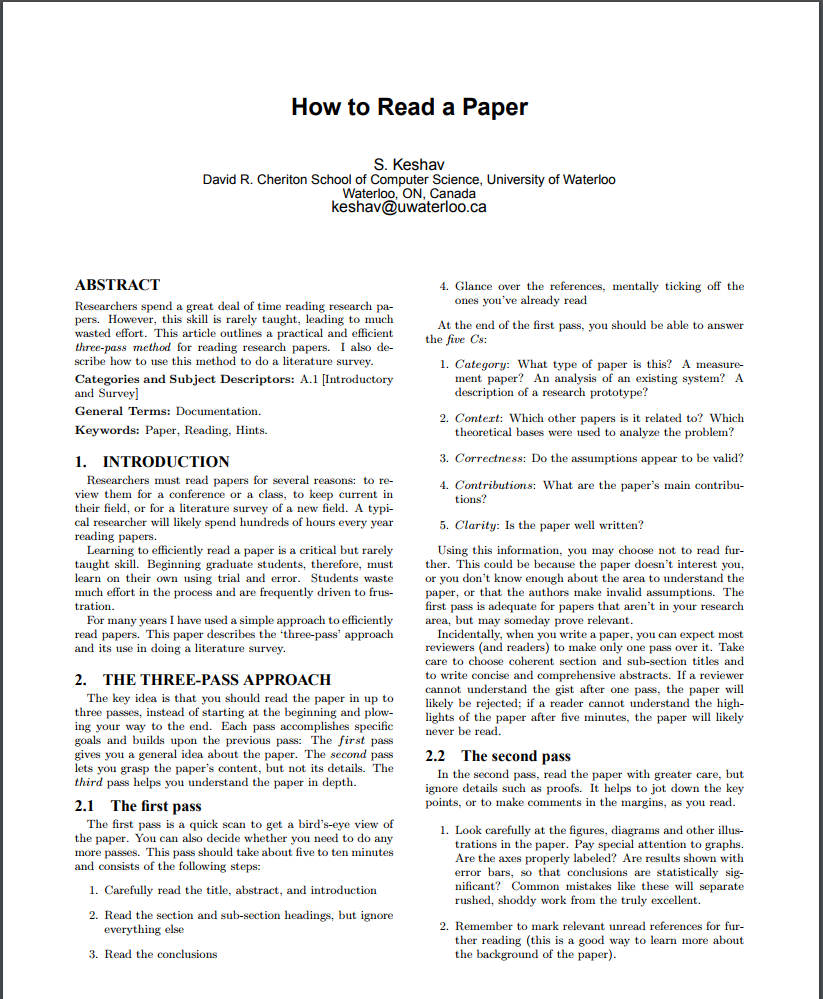 How to Read a Paper
S. Keshav
David R. Cheriton School of Computer Science, University of Waterloo
Waterloo, ON, Canada
keshav@uwaterloo.ca
ABSTRACT
Researchers spend a great deal of time reading research pa-
pers. However, this skill is rarely taught, leading to much
wasted effort. This article outlines a practical and efficient
three-pass method for reading research papers. I also de-
scribe how to use this method to do a literature survey.
Categories and Subject Descriptors: A.1 [Introductory
and Survey]
General Terms: Documentation.
Keywords: Paper, Reading, Hints.
1. INTRODUCTION
Researchers must read papers for several reasons: to re-
view them for a conference or a class, to keep current in
their field, or for a literature survey of a new field. A typi-
cal researcher will likely spend hundreds of hours every year
reading papers.
Learning to efficiently read a paper is a critical but rarely
taught skill. Beginning graduate students, therefore, must
learn on their own using trial and error. Students waste
much effort in the process and are frequently driven to frus-
tration.
For many years I have used a simple approach to efficiently
read papers. This paper describes the ‘three-pass’ approach
and its use in doing a literature survey.
2. THE THREE-PASS APPROACH
The key idea is that you should read the paper in up to
three passes, instead of starting at the beginning and plow-
ing your way to the end. Each pass accomplishes specific
goals and builds upon the previous pass: The first pass
gives you a general idea about the paper. The second pass
lets you grasp the paper’s content, but not its details. The
third pass helps you understand the paper in depth.
2.1 The first pass
The first pass is a quick scan to get a bird’s-eye view of
the paper. You can also decide whether you need to do any
more passes. This pass should take about five to ten minutes
and consists of the following steps:
1. Carefully read the title, abstract, and introduction
2. Read the section and sub-section headings, but ignore
everything else
3. Read the conclusions
4. Glance over the references, mentally ticking off the
ones you’ve already read
At the end of the first pass, you should be able to answer
the five Cs:
1. Category: What type of paper is this? A measure-
ment paper? An analysis of an existing system? A
description of a research prototype?
2. Context: Which other papers is it related to? Which
theoretical bases were used to analyze the problem?
3. Correctness: Do the assumptions appear to be valid?
4. Contributions: What are the paper’s main contribu-
tions?
5. Clarity: Is the paper well written?
Using this information, you may choose not to read fur-
ther. This could be because the paper doesn’t interest you,
or you don’t know enough about the area to understand the
paper, or that the authors make invalid assumptions. The
first pass is adequate for papers that aren’t in your research
area, but may someday prove relevant.
Incidentally, when you write a paper, you can expect most
reviewers (and readers) to make only one pass over it. Take
care to choose coherent section and sub-section titles and
to write concise and comprehensive abstracts. If a reviewer
cannot understand the gist after one pass, the paper will
likely be rejected; if a reader cannot understand the high-
lights of the paper after five minutes, the paper will likely
never be read.
2.2 The second pass
In the second pass, read the paper with greater care, but
ignore details such as proofs. It helps to jot down the key
points, or to make comments in the margins, as you read.
1. Look carefully at the figures, diagrams and other illus-
trations in the paper. Pay special attention to graphs.
Are the axes properly labeled? Are results shown with
error bars, so that conclusions are statistically sig-
nificant? Common mistakes like these will separate
rushed, shoddy work from the truly excellent.
2. Remember to mark relevant unread references for fur-
ther reading (this is a good way to learn more about
the background of the paper).